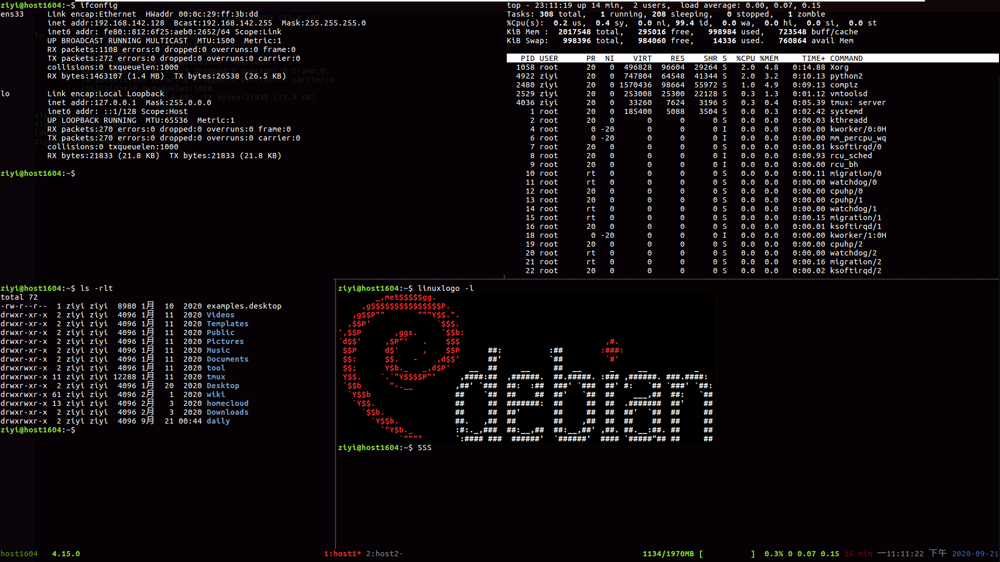 ziyi@host1604:~$ ifconfig
ens33     Link encap:Ethernet  HWaddr 00:0c:29:ff:3b:dd
          inet addr:192.168.142.128  Bcast:192.168.142.255  Mask:255.255.255.0
          inet6 addr: fe80::812:6f25:aeb0:2652/64 Scope:Link
          UP BROADCAST RUNNING MULTICAST  MTU:1500  Metric:1
          RX packets:1108 errors:0 dropped:0 overruns:0 frame:0
          TX packets:272 errors:0 dropped:0 overruns:0 carrier:0
          collisions:0 txqueuelen:1000
          RX bytes:1463107 (1.4 MB)  TX bytes:26538 (26.5 KB)
lo        Link encap:Local Loopback
          inet addr:127.0.0.1  Mask:255.0.0.0
          inet6 addr: ::1/128 Scope:Host
          UP LOOPBACK RUNNING  MTU:65536  Metric:1
          RX packets:270 errors:0 dropped:0 overruns:0 frame:0
          TX packets:270 errors:0 dropped:0 overruns:0 carrier:0
          collisions:0 txqueuelen:1000
          RX bytes:21833 (21.8 KB)  TX bytes:21833 (21.8 KB)
ziyi@host1604:~$
top - 23:11:19 up 14 min,  2 users,  load average: 0.00, 0.07, 0.15
Tasks: 308 total,   1 running, 208 sleeping,   0 stopped,   1 zombie
%Cpu(s):  0.2 us,  0.4 sy,  0.0 ni, 99.4 id,  0.0 wa,  0.0 hi,  0.0 si,  0.0 st
KiB Mem :  2017548 total,   295016 free,   998984 used,   723548 buff/cache
KiB Swap:   998396 total,   984060 free,    14336 used.   760864 avail Mem
PID USER      PR  NI    VIRT    RES    SHR S  %CPU %MEM     TIME+ COMMAND
1058 root      20   0  496828  96604  29264 S   2.0  4.8   0:14.88 Xorg
4922 ziyi      20   0  747804  64548  41344 S   2.0  3.2   0:10.13 python2
2480 ziyi      20   0 1570436  98664  55972 S   1.0  4.9   0:09.13 compiz
2529 ziyi      20   0  253008  25300  22128 S   0.3  1.3   0:01.12 vmtoolsd
4036 ziyi      20   0   33260   7624   3196 S   0.3  0.4   0:05.39 tmux: server
1 root      20   0  185400   5088   3504 S   0.0  0.3   0:02.42 systemd
2 root      20   0       0      0      0 S   0.0  0.0   0:00.03 kthreadd
4 root       0 -20       0      0      0 I   0.0  0.0   0:00.00 kworker/0:0H
6 root       0 -20       0      0      0 I   0.0  0.0   0:00.00 mm_percpu_wq
7 root      20   0       0      0      0 S   0.0  0.0   0:00.01 ksoftirqd/0
8 root      20   0       0      0      0 I   0.0  0.0   0:00.93 rcu_sched
9 root      20   0       0      0      0 I   0.0  0.0   0:00.00 rcu_bh
10 root      rt   0       0      0      0 S   0.0  0.0   0:00.11 migration/0
11 root      rt   0       0      0      0 S   0.0  0.0   0:00.00 watchdog/0
12 root      20   0       0      0      0 S   0.0  0.0   0:00.00 cpuhp/0
13 root      20   0       0      0      0 S   0.0  0.0   0:00.00 cpuhp/1
14 root      rt   0       0      0      0 S   0.0  0.0   0:00.00 watchdog/1
15 root      rt   0       0      0      0 S   0.0  0.0   0:00.15 migration/1
16 root      20   0       0      0      0 S   0.0  0.0   0:00.01 ksoftirqd/1
18 root       0 -20       0      0      0 I   0.0  0.0   0:00.00 kworker/1:0H
19 root      20   0       0      0      0 S   0.0  0.0   0:00.00 cpuhp/2
20 root      rt   0       0      0      0 S   0.0  0.0   0:00.00 watchdog/2
21 root      rt   0       0      0      0 S   0.0  0.0   0:00.16 migration/2
22 root      20   0       0      0      0 S   0.0  0.0   0:00.02 ksoftirqd/2
ziyi@host1604:~$ ls -rlt
total 72
-rw-r--r--  1 ziyi ziyi  8980 1月  10  2020 examples.desktop
drwxr-xr-x  2 ziyi ziyi  4096 1月  11  2020 Videos
drwxr-xr-x  2 ziyi ziyi  4096 1月  11  2020 Templates
drwxr-xr-x  2 ziyi ziyi  4096 1月  11  2020 Public
drwxr-xr-x  2 ziyi ziyi  4096 1月  11  2020 Pictures
drwxr-xr-x  2 ziyi ziyi  4096 1月  11  2020 Music
drwxr-xr-x  2 ziyi ziyi  4096 1月  11  2020 Documents
drwxrwxr-x  2 ziyi ziyi  4096 1月  11  2020 tool
drwxrwxr-x 11 ziyi ziyi 12288 1月  11  2020 tmux
drwxr-xr-x  2 ziyi ziyi  4096 1月  20  2020 Desktop
drwxrwxr-x 61 ziyi ziyi  4096 2月   1  2020 wiki
drwxrwxr-x 13 ziyi ziyi  4096 2月   3  2020 homecloud
drwxr-xr-x  2 ziyi ziyi  4096 2月   3  2020 Downloads
drwxrwxr-x  2 ziyi ziyi  4096 9月  21 00:44 daily
ziyi@host1604:~$
ziyi@host1604:~$ linuxlogo -l
debian
ziyi@host1604:~$ SSS
host1604   4.15.0
1:host1* 2:host2-
1134/1970MB [          ]  0.3% 0 0.07 0.15 15 min 一11:11:22 下午 2020-09-21